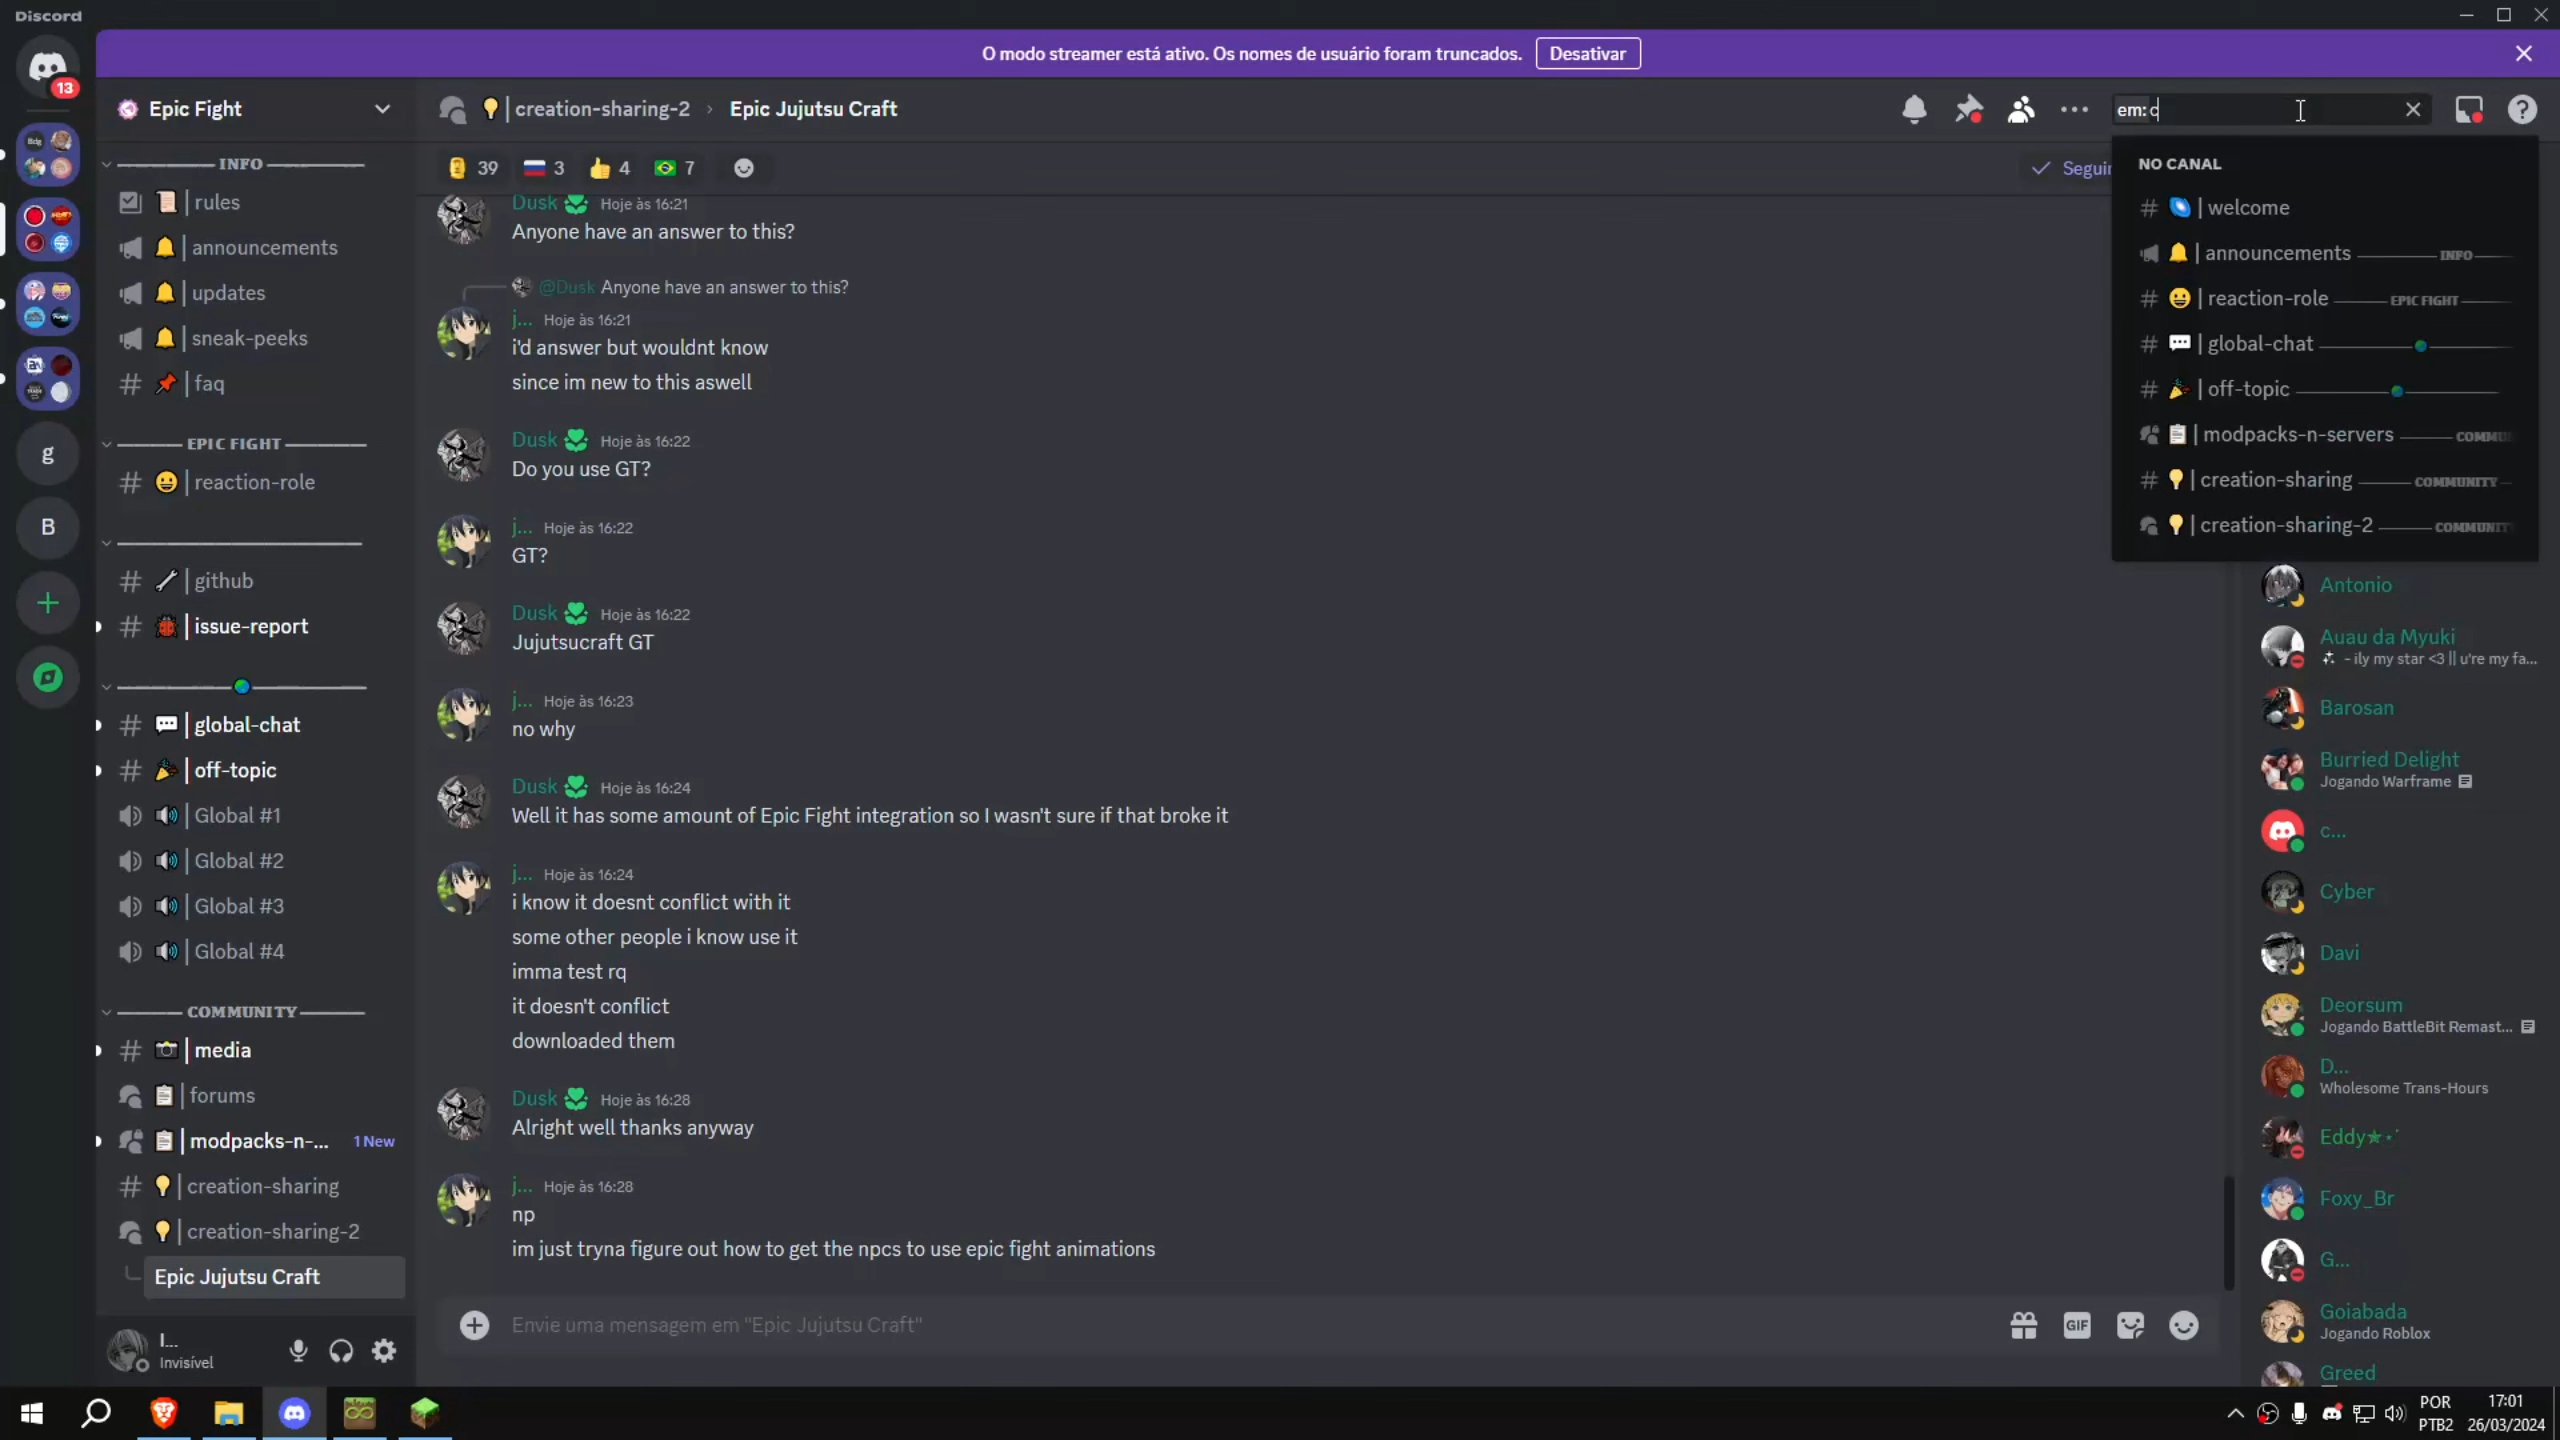 Discord
O modo streamer está ativo. Os nomes de usuário foram truncados. Desativar
13
Epic Fight
creation-sharing-2 › Epic Jujutsu Craft
em: c
39 3 4 7
Seguir
INFO
rules
announcements
updates
sneak-peeks
faq
EPIC FIGHT
reaction-role
github
issue-report
global-chat
off-topic
Global #1
Global #2
Global #3
Global #4
COMMUNITY
media
forums
modpacks-n-... 1 New
creation-sharing
creation-sharing-2
Epic Jujutsu Craft
I...
Invisível
g
B
Dusk Hoje às 16:21
Anyone have an answer to this?
@Dusk Anyone have an answer to this?
j... Hoje às 16:21
i'd answer but wouldnt know
since im new to this aswell
Dusk Hoje às 16:22
Do you use GT?
j... Hoje às 16:22
GT?
Dusk Hoje às 16:22
Jujutsucraft GT
j... Hoje às 16:23
no why
Dusk Hoje às 16:24
Well it has some amount of Epic Fight integration so I wasn't sure if that broke it
j... Hoje às 16:24
i know it doesnt conflict with it
some other people i know use it
imma test rq
it doesn't conflict
downloaded them
Dusk Hoje às 16:28
Alright well thanks anyway
j... Hoje às 16:28
np
im just tryna figure out how to get the npcs to use epic fight animations
Envie uma mensagem em "Epic Jujutsu Craft"
GIF
NO CANAL
welcome
announcements INFO
reaction-role EPIC FIGHT
global-chat
off-topic
modpacks-n-servers
creation-sharing COMMUNITY
creation-sharing-2
Antonio
Auau da Myuki
- ily my star <3 || u're my fa...
Barosan
Burried Delight
Jogando Warframe
c...
Cyber
Davi
Deorsum
Jogando BattleBit Remast...
D...
Wholesome Trans-Hours
Eddy
Foxy_Br
G...
Goiabada
Jogando Roblox
Greed
POR
PTB2
17:01
26/03/2024